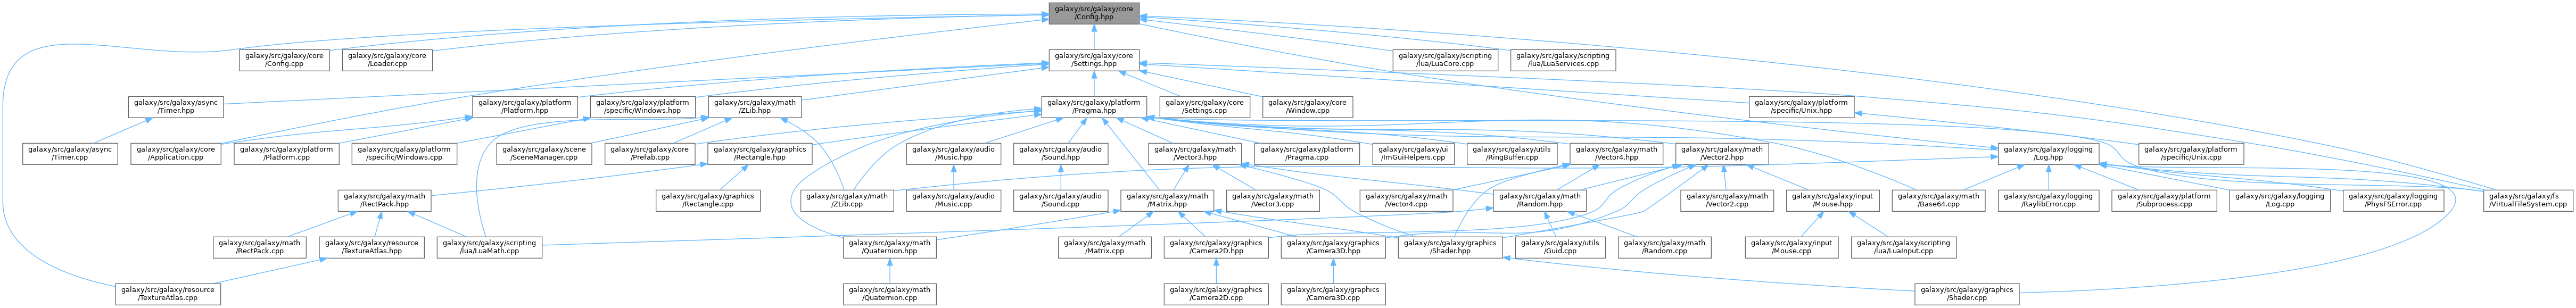 galaxy/src/galaxy/core
/Config.hpp
galaxy/src/galaxy/core
/Config.cpp
galaxy/src/galaxy/core
/Loader.cpp
galaxy/src/galaxy/core
/Settings.hpp
galaxy/src/galaxy/scripting
/lua/LuaCore.cpp
galaxy/src/galaxy/scripting
/lua/LuaServices.cpp
galaxy/src/galaxy/async
/Timer.hpp
galaxy/src/galaxy/platform
/Platform.hpp
galaxy/src/galaxy/platform
/specific/Windows.hpp
galaxy/src/galaxy/math
/ZLib.hpp
galaxy/src/galaxy/platform
/Pragma.hpp
galaxy/src/galaxy/core
/Settings.cpp
galaxy/src/galaxy/core
/Window.cpp
galaxy/src/galaxy/platform
/specific/Unix.hpp
galaxy/src/galaxy/async
/Timer.cpp
galaxy/src/galaxy/core
/Application.cpp
galaxy/src/galaxy/platform
/Platform.cpp
galaxy/src/galaxy/platform
/specific/Windows.cpp
galaxy/src/galaxy/scene
/SceneManager.cpp
galaxy/src/galaxy/core
/Prefab.cpp
galaxy/src/galaxy/graphics
/Rectangle.hpp
galaxy/src/galaxy/audio
/Music.hpp
galaxy/src/galaxy/audio
/Sound.hpp
galaxy/src/galaxy/math
/Vector3.hpp
galaxy/src/galaxy/platform
/Pragma.cpp
galaxy/src/galaxy/ui
/ImGuiHelpers.cpp
galaxy/src/galaxy/utils
/RingBuffer.cpp
galaxy/src/galaxy/math
/Vector4.hpp
galaxy/src/galaxy/math
/Vector2.hpp
galaxy/src/galaxy/logging
/Log.hpp
galaxy/src/galaxy/platform
/specific/Unix.cpp
galaxy/src/galaxy/math
/RectPack.hpp
galaxy/src/galaxy/graphics
/Rectangle.cpp
galaxy/src/galaxy/math
/ZLib.cpp
galaxy/src/galaxy/audio
/Music.cpp
galaxy/src/galaxy/audio
/Sound.cpp
galaxy/src/galaxy/math
/Matrix.hpp
galaxy/src/galaxy/math
/Vector3.cpp
galaxy/src/galaxy/math
/Vector4.cpp
galaxy/src/galaxy/math
/Random.hpp
galaxy/src/galaxy/math
/Vector2.cpp
galaxy/src/galaxy/input
/Mouse.hpp
galaxy/src/galaxy/math
/Base64.cpp
galaxy/src/galaxy/logging
/RaylibError.cpp
galaxy/src/galaxy/platform
/Subprocess.cpp
galaxy/src/galaxy/logging
/Log.cpp
galaxy/src/galaxy/logging
/PhysFSError.cpp
galaxy/src/galaxy/fs
/VirtualFileSystem.cpp
galaxy/src/galaxy/math
/RectPack.cpp
galaxy/src/galaxy/resource
/TextureAtlas.hpp
galaxy/src/galaxy/scripting
/lua/LuaMath.cpp
galaxy/src/galaxy/math
/Quaternion.hpp
galaxy/src/galaxy/math
/Matrix.cpp
galaxy/src/galaxy/graphics
/Camera2D.hpp
galaxy/src/galaxy/graphics
/Camera3D.hpp
galaxy/src/galaxy/graphics
/Shader.hpp
galaxy/src/galaxy/utils
/Guid.cpp
galaxy/src/galaxy/math
/Random.cpp
galaxy/src/galaxy/input
/Mouse.cpp
galaxy/src/galaxy/scripting
/lua/LuaInput.cpp
galaxy/src/galaxy/resource
/TextureAtlas.cpp
galaxy/src/galaxy/math
/Quaternion.cpp
galaxy/src/galaxy/graphics
/Camera2D.cpp
galaxy/src/galaxy/graphics
/Camera3D.cpp
galaxy/src/galaxy/graphics
/Shader.cpp